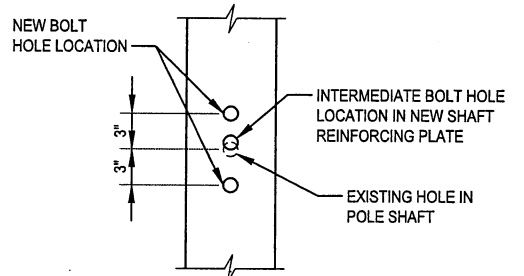 NEW BOLT
HOLE LOCATION
3"
3"
INTERMEDIATE BOLT HOLE
LOCATION IN NEW SHAFT
REINFORCING PLATE
EXISTING HOLE IN
POLE SHAFT